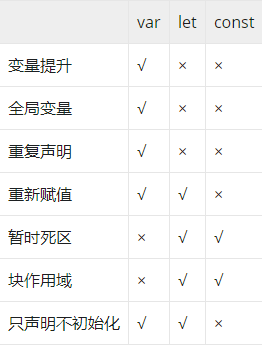 var let const
变量提升 √ × ×
全局变量 √ × ×
重复声明 √ × ×
重新赋值 √ √ ×
暂时死区 × √ √
块作用域 × √ √
只声明不初始化 √ √ ×